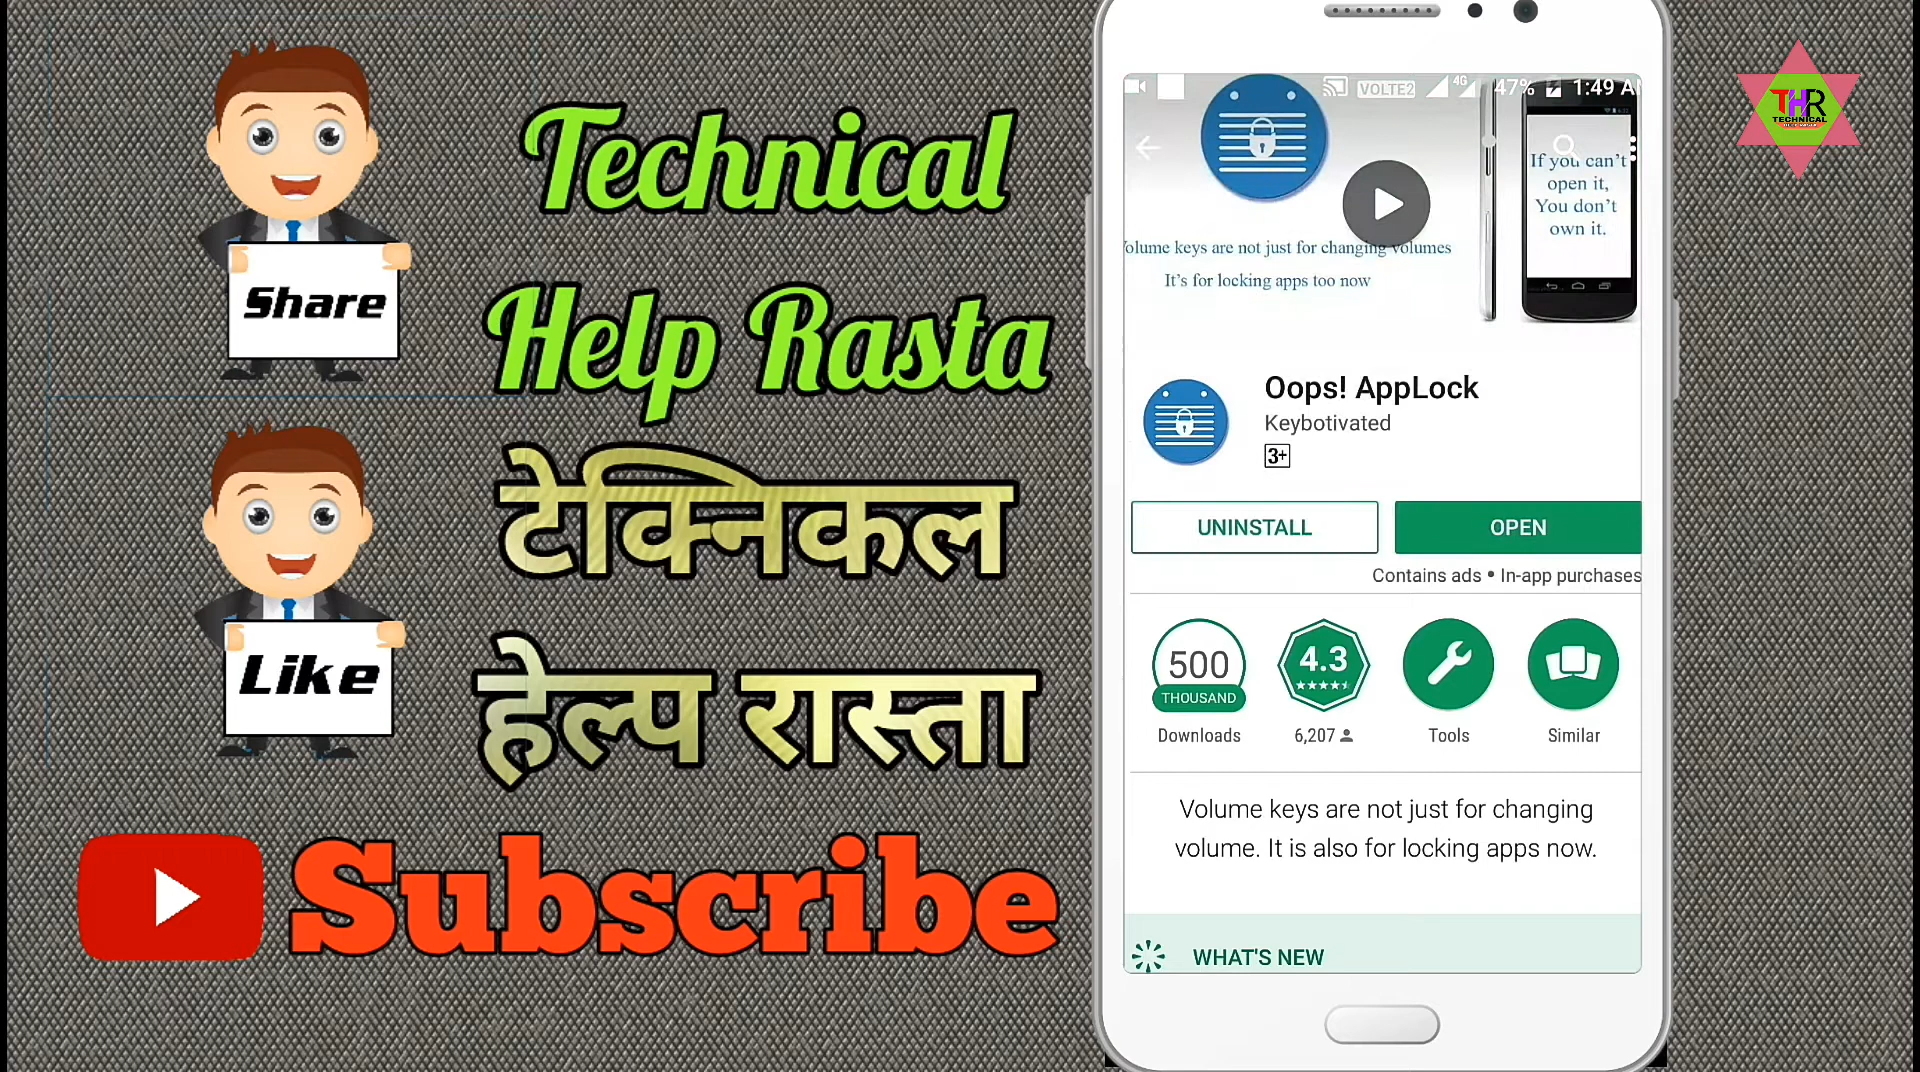 Technical
Help Rasta
टेक्निकल
हेल्प रास्ता
Share
Like
Subscribe
THR
TECHNICAL
VOLTE2 4G 47% 1:49 A
If you can't
open it,
You don't
own it.
olume keys are not just for changing volumes
It's for locking apps too now
Oops! AppLock
Keybotivated
3+
UNINSTALL
OPEN
Contains ads • In-app purchases
500
THOUSAND
Downloads
4.3
6,207
Tools
Similar
Volume keys are not just for changing
volume. It is also for locking apps now.
WHAT'S NEW